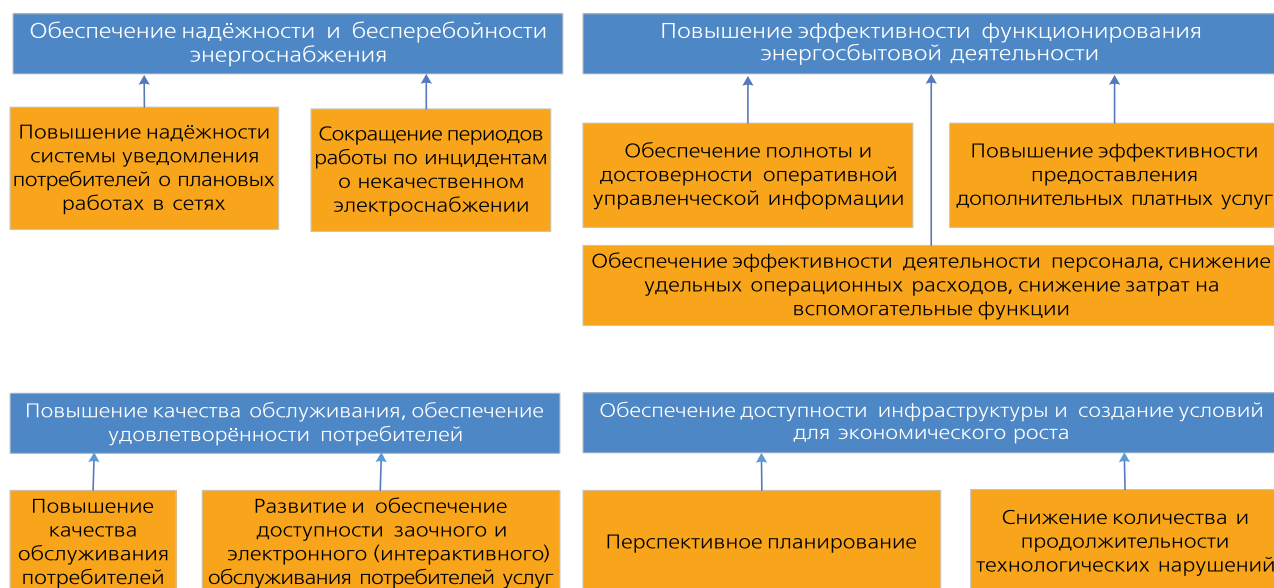 Обеспечение надёжности и бесперебойности
энергоснабжения
Повышение эффективности функционирования
энергосбытовой деятельности
Повышение надёжности
системы уведомления
потребителей о плановых
работах в сетях
Сокращение периодов
работы по инцидентам
о некачественном
электроснабжении
Обеспечение полноты и
достоверности оперативной
управленческой информации
Повышение эффективности
предоставления
дополнительных платных услуг
Обеспечение эффективности деятельности персонала, снижение
удельных операционных расходов, снижение затрат на
вспомогательные функции
Повышение качества обслуживания, обеспечение
удовлетворённости потребителей
Обеспечение доступности инфраструктуры и создание условий
для экономического роста
Повышение
качества
обслуживания
потребителей
Развитие и обеспечение
доступности заочного и
электронного (интерактивного)
обслуживания потребителей услуг
Перспективное планирование
Снижение количества и
продолжительности
технологических нарушений